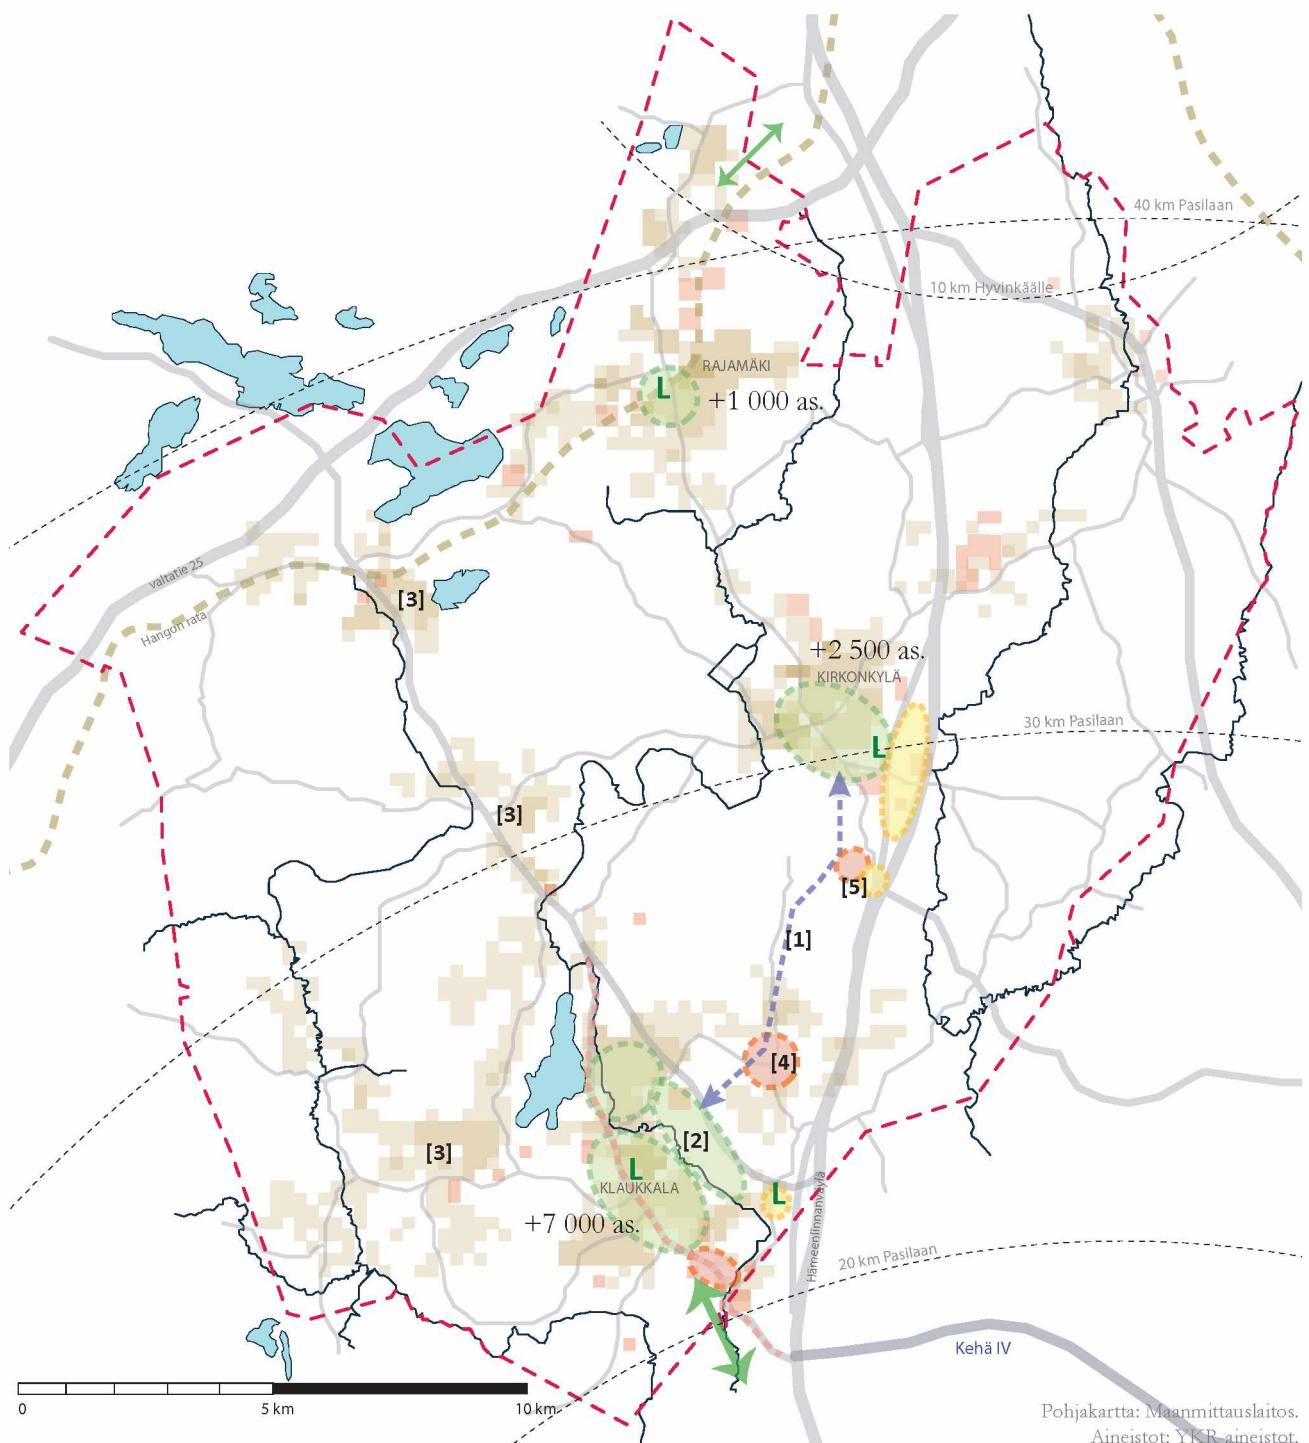 40 km Pasilaan
10 km Hyvinkäälle
RAJAMÄKI
L
+1 000 as.
valtatie 25
[3]
Hangon rata
+2 500 as.
KIRKONKYLÄ
30 km Pasilaan
L
[3]
[5]
[1]
[4]
[2]
[3]
L
KLAUKKALA
L
+7 000 as.
Hämeenlinnanväylä
20 km Pasilaan
Kehä IV
0
5 km
10 km
Pohjakartta: Maanmittauslaitos.
Aineistot: YKR-aineistot.